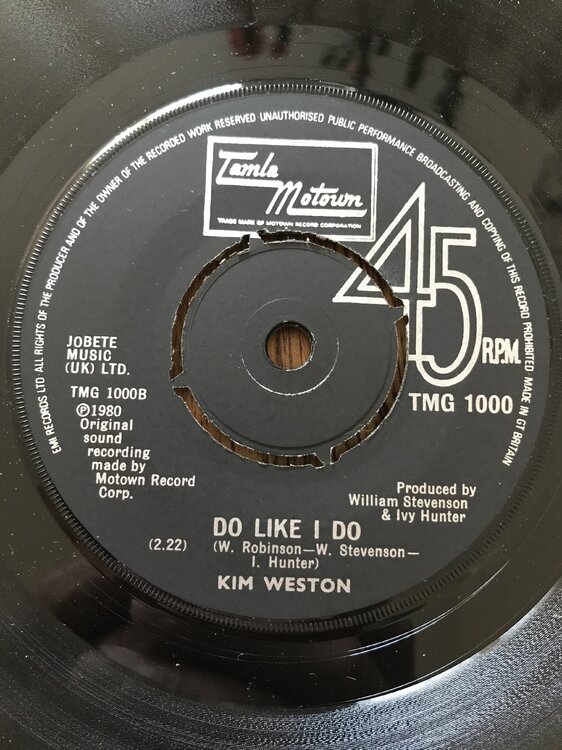 EMI RECORDS LTD · ALL RIGHTS OF THE PRODUCER AND OF THE OWNER OF THE RECORDED WORK RESERVED · UNAUTHORISED PUBLIC PERFORMANCE BROADCASTING AND COPYING OF THIS RECORD PROHIBITED · MADE IN GT BRITAIN
Tamla
Motown
TRADE MARK OF MOTOWN RECORD CORPORATION
45
R.P.M.
TMG 1000
JOBETE
MUSIC
(UK) LTD.
TMG 1000B
℗1980
Original
sound
recording
made by
Motown Record
Corp.
Produced by
William Stevenson
& Ivy Hunter
DO LIKE I DO
(2.22)
(W. Robinson—W. Stevenson—
I. Hunter)
KIM WESTON